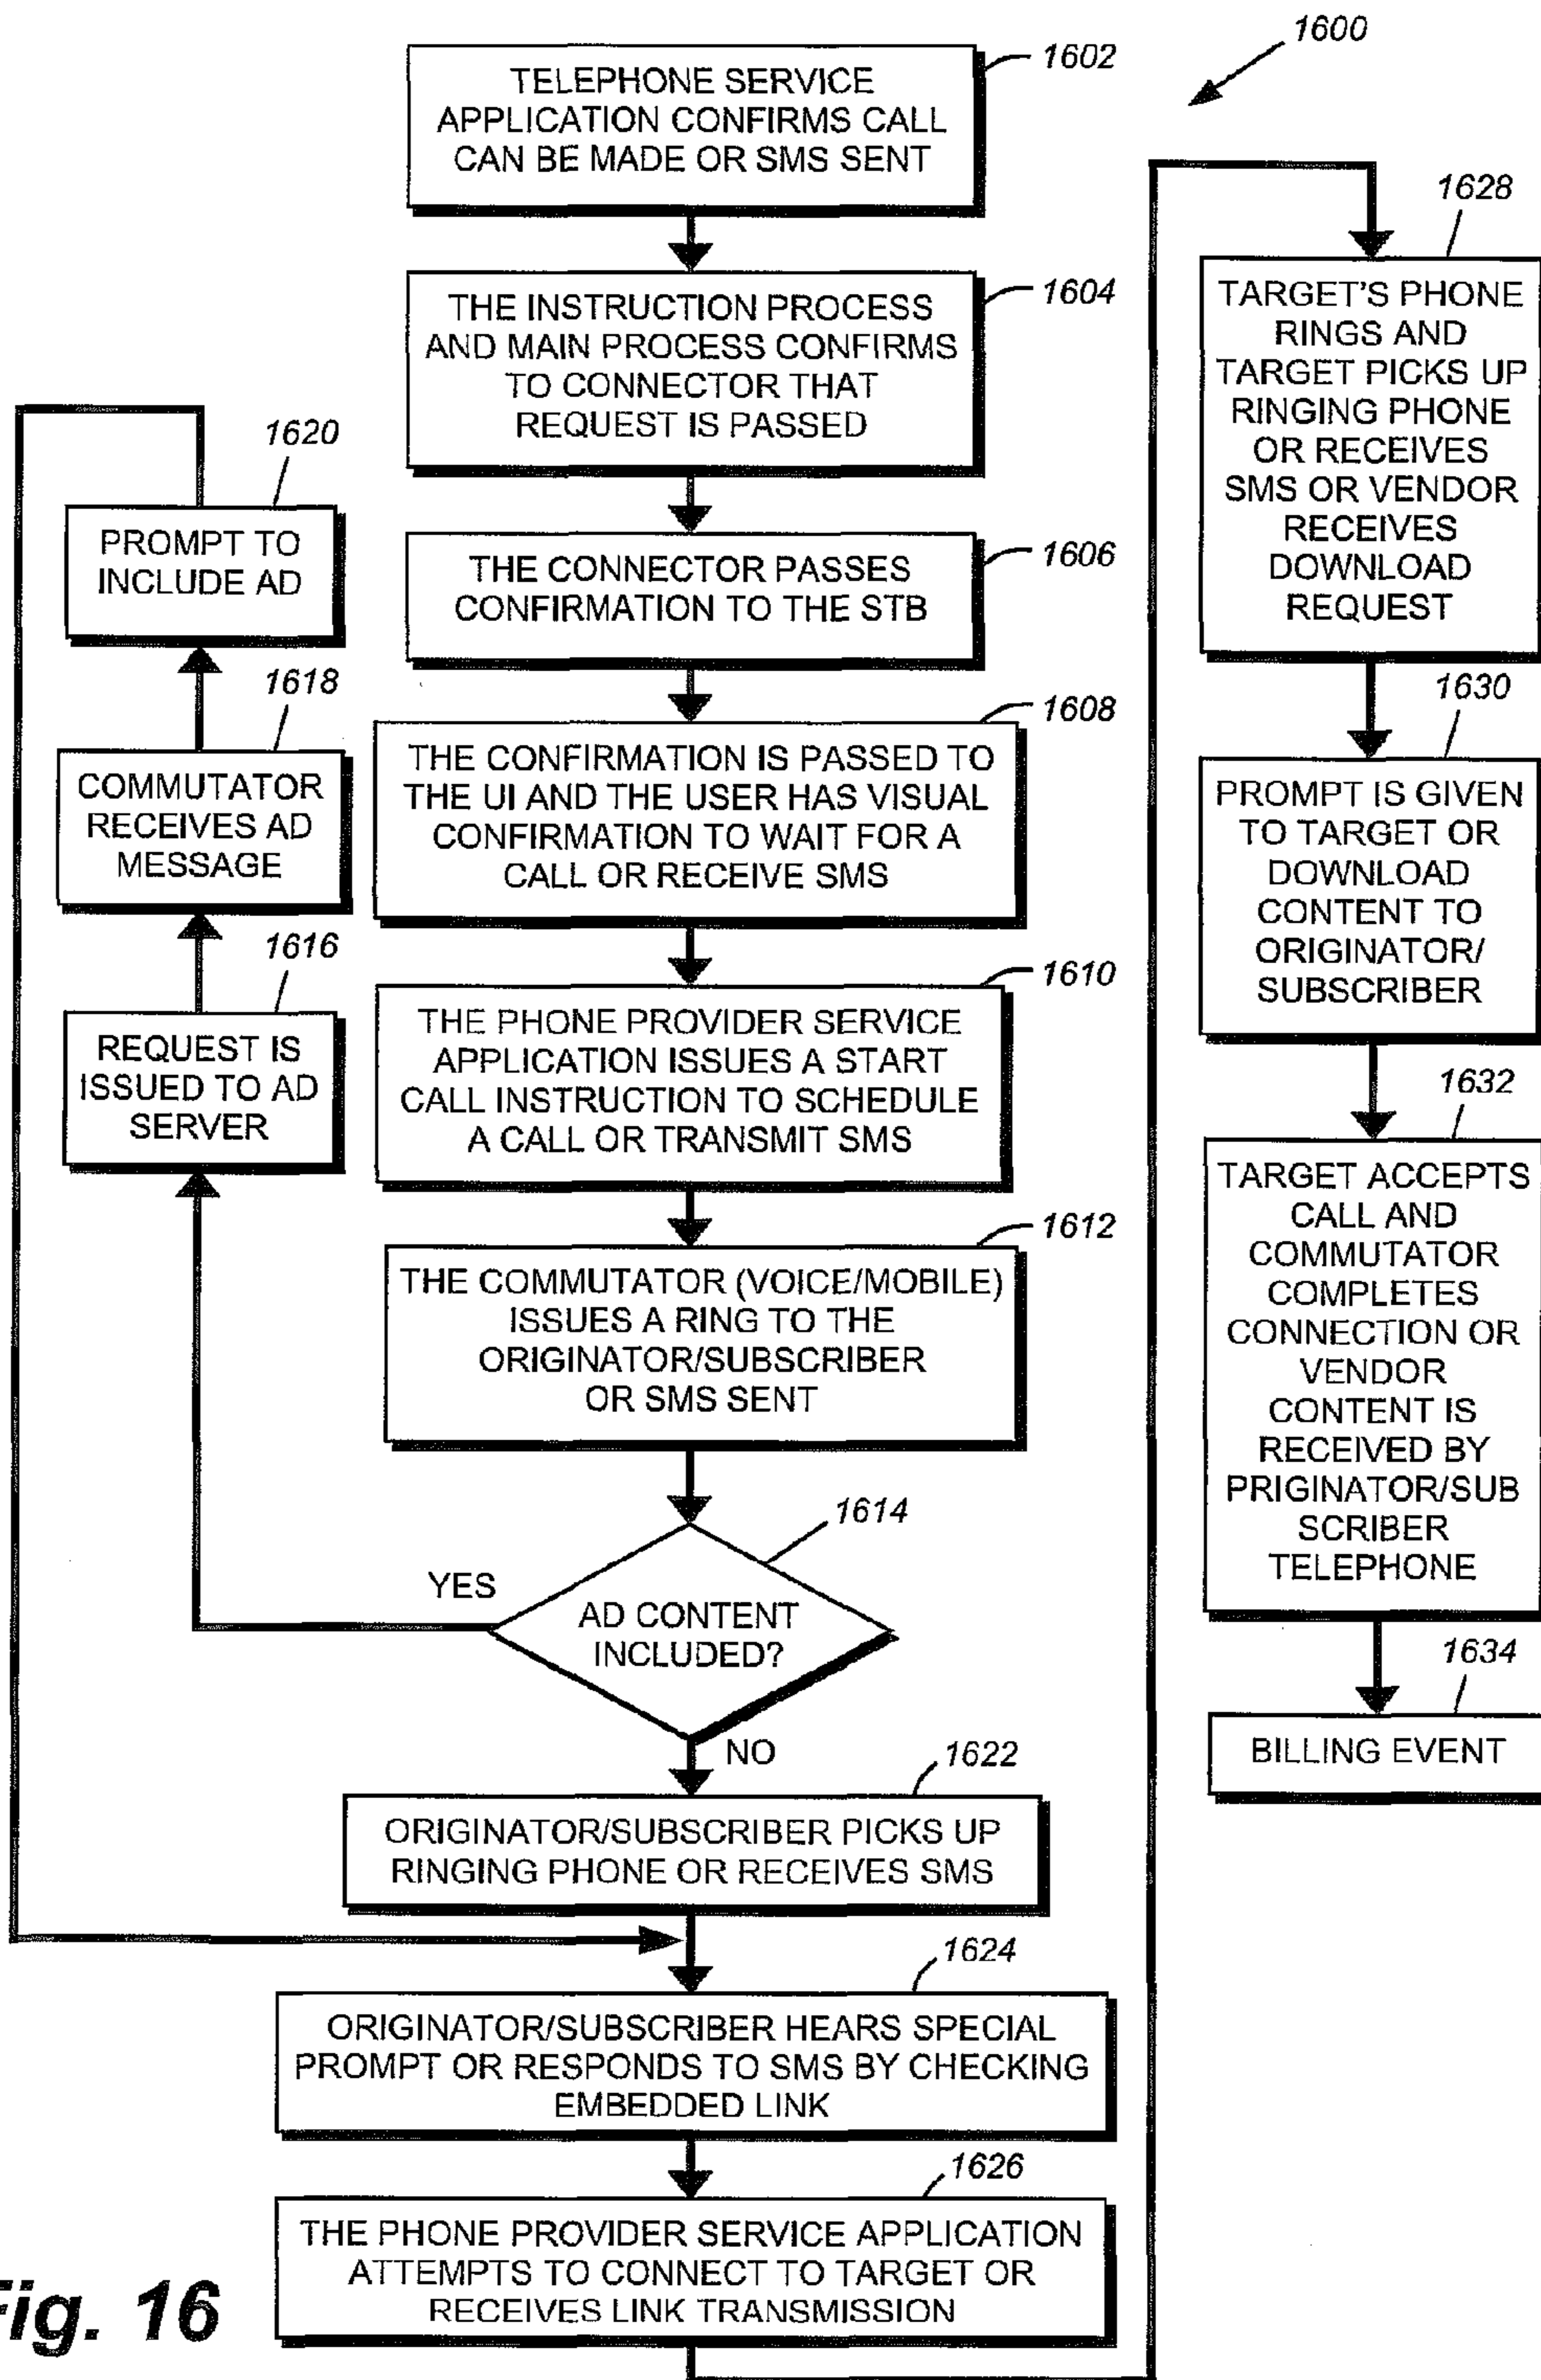 1600
1602
TELEPHONE SERVICE
APPLICATION CONFIRMS CALL
CAN BE MADE OR SMS SENT
1604
THE INSTRUCTION PROCESS
AND MAIN PROCESS CONFIRMS
TO CONNECTOR THAT
REQUEST IS PASSED
1606
THE CONNECTOR PASSES
CONFIRMATION TO THE STB
1608
THE CONFIRMATION IS PASSED TO
THE UI AND THE USER HAS VISUAL
CONFIRMATION TO WAIT FOR A
CALL OR RECEIVE SMS
1610
THE PHONE PROVIDER SERVICE
APPLICATION ISSUES A START
CALL INSTRUCTION TO SCHEDULE
A CALL OR TRANSMIT SMS
1612
THE COMMUTATOR (VOICE/MOBILE)
ISSUES A RING TO THE
ORIGINATOR/SUBSCRIBER
OR SMS SENT
1614
AD CONTENT
INCLUDED?
YES
NO
1616
REQUEST IS
ISSUED TO AD
SERVER
1618
COMMUTATOR
RECEIVES AD
MESSAGE
1620
PROMPT TO
INCLUDE AD
1622
ORIGINATOR/SUBSCRIBER PICKS UP
RINGING PHONE OR RECEIVES SMS
1624
ORIGINATOR/SUBSCRIBER HEARS SPECIAL
PROMPT OR RESPONDS TO SMS BY CHECKING
EMBEDDED LINK
1626
THE PHONE PROVIDER SERVICE APPLICATION
ATTEMPTS TO CONNECT TO TARGET OR
RECEIVES LINK TRANSMISSION
1628
TARGET'S PHONE
RINGS AND
TARGET PICKS UP
RINGING PHONE
OR RECEIVES
SMS OR VENDOR
RECEIVES
DOWNLOAD
REQUEST
1630
PROMPT IS GIVEN
TO TARGET OR
DOWNLOAD
CONTENT TO
ORIGINATOR/
SUBSCRIBER
1632
TARGET ACCEPTS
CALL AND
COMMUTATOR
COMPLETES
CONNECTION OR
VENDOR
CONTENT IS
RECEIVED BY
PRIGINATOR/SUB
SCRIBER
TELEPHONE
1634
BILLING EVENT
Fig. 16